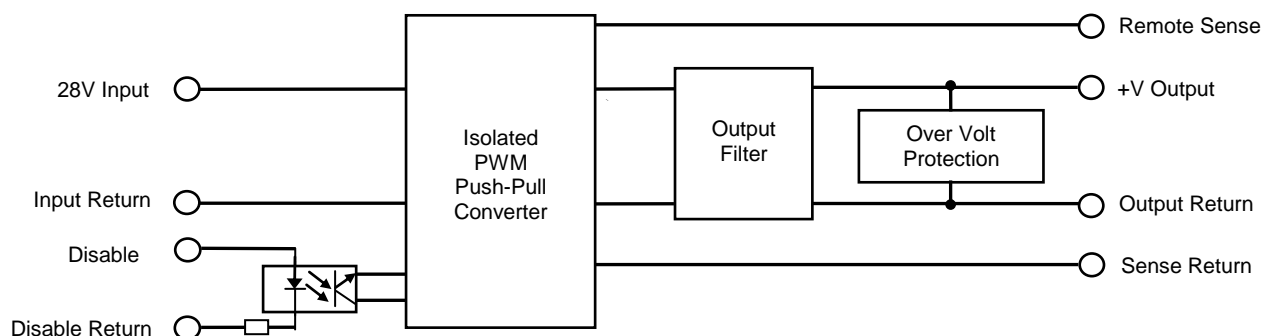 Remote Sense
28V Input
+V Output
Isolated
PWM
Push-Pull
Converter
Output
Filter
Over Volt
Protection
Input Return
Output Return
Disable
Sense Return
Disable Return